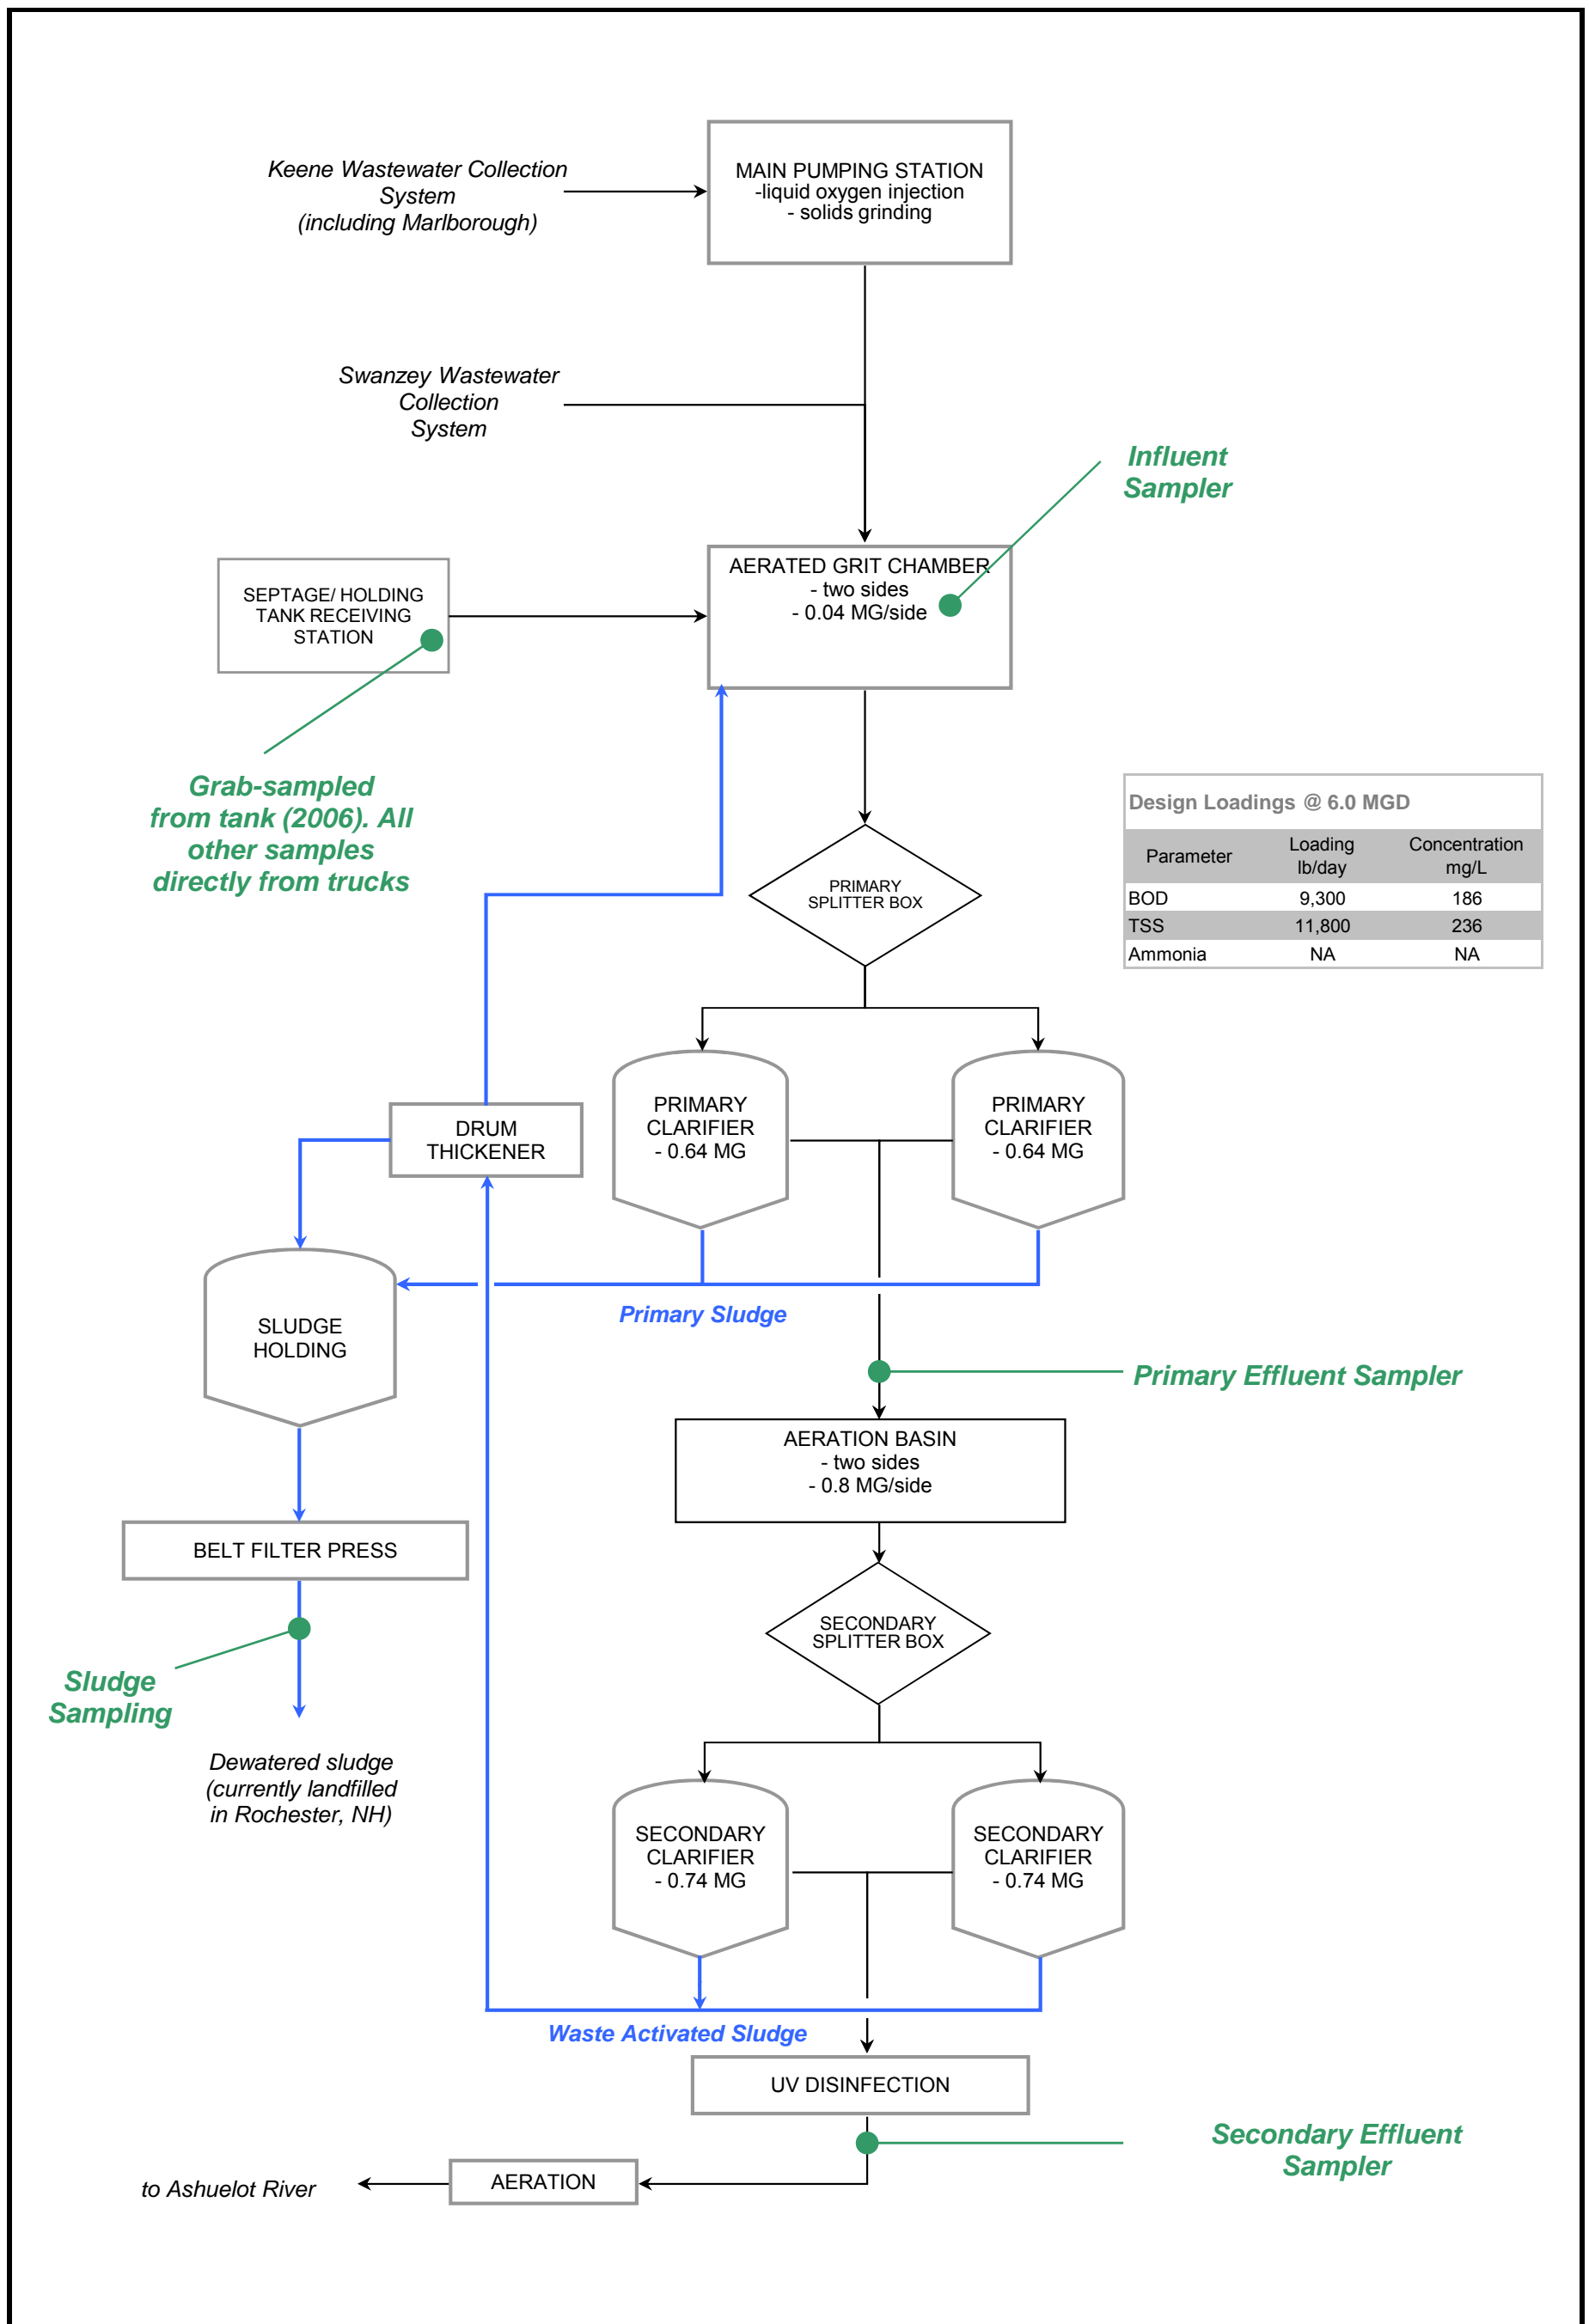 Keene Wastewater Collection
System
(including Marlborough)
MAIN PUMPING STATION
-liquid oxygen injection
- solids grinding
Swanzey Wastewater
Collection
System
Influent
Sampler
SEPTAGE/ HOLDING
TANK RECEIVING
STATION
AERATED GRIT CHAMBER
- two sides
- 0.04 MG/side
Grab-sampled
from tank (2006). All
other samples
directly from trucks
Design Loadings @ 6.0 MGD
Parameter Loading lb/day Concentration mg/L
BOD 9,300 186
TSS 11,800 236
Ammonia NA NA
PRIMARY
SPLITTER BOX
DRUM
THICKENER
PRIMARY
CLARIFIER
- 0.64 MG
PRIMARY
CLARIFIER
- 0.64 MG
SLUDGE
HOLDING
Primary Sludge
Primary Effluent Sampler
AERATION BASIN
- two sides
- 0.8 MG/side
BELT FILTER PRESS
SECONDARY
SPLITTER BOX
Sludge
Sampling
Dewatered sludge
(currently landfilled
in Rochester, NH)
SECONDARY
CLARIFIER
- 0.74 MG
SECONDARY
CLARIFIER
- 0.74 MG
Waste Activated Sludge
UV DISINFECTION
Secondary Effluent
Sampler
AERATION
to Ashuelot River